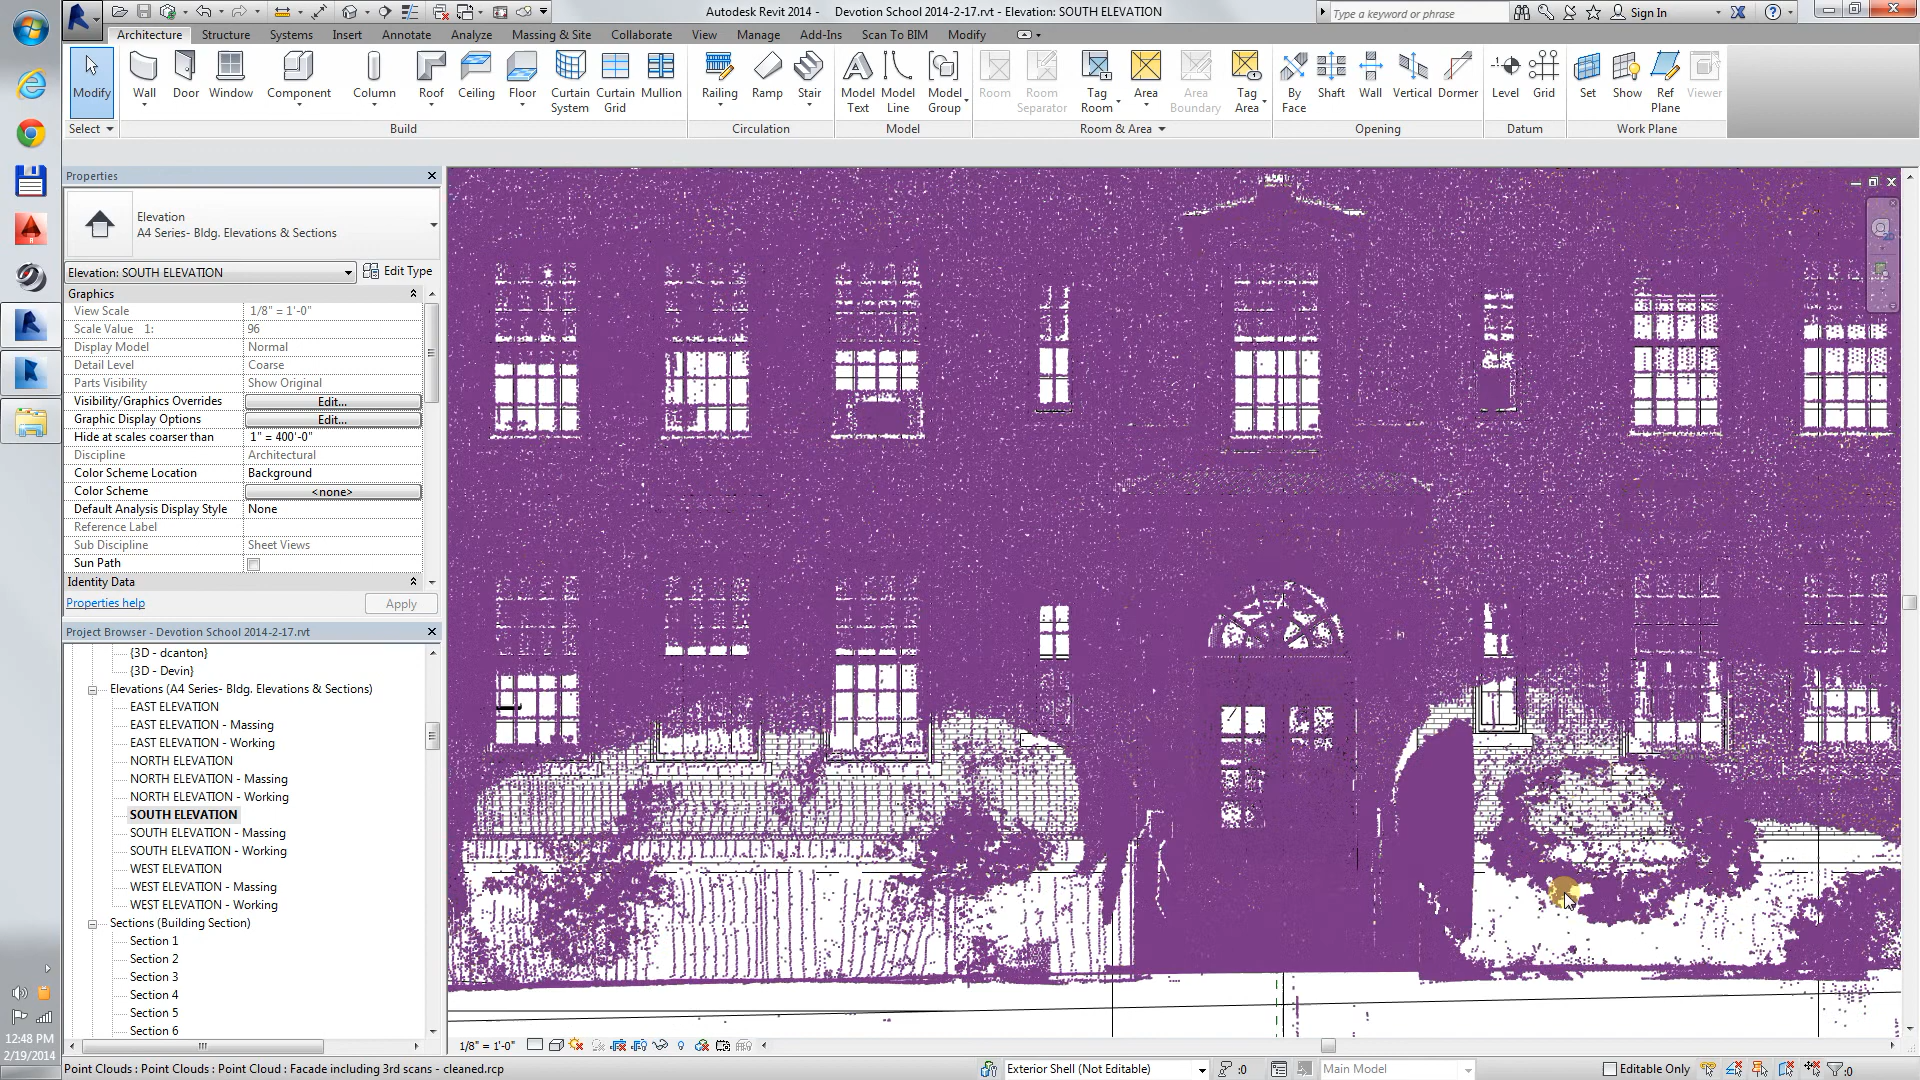 Autodesk Revit 2014 - Devotion School 2014-2-17.rvt - Elevation: SOUTH ELEVATION
Type a keyword or phrase
Sign In
Architecture Structure Systems Insert Annotate Analyze Massing & Site Collaborate View Manage Add-Ins Scan To BIM Modify
Modify Wall Door Window Component Column Roof Ceiling Floor Curtain System Curtain Grid Mullion Railing Ramp Stair Model Text Model Line Model Group Room Room Separator Tag Room Area Area Boundary Tag Area By Face Shaft Wall Vertical Dormer Level Grid Set Show Ref Plane Viewer
Select Build Circulation Model Room & Area Opening Datum Work Plane
Properties
Elevation
A4 Series- Bldg. Elevations & Sections
Elevation: SOUTH ELEVATION Edit Type
Graphics
View Scale 1/8" = 1'-0"
Scale Value 1: 96
Display Model Normal
Detail Level Coarse
Parts Visibility Show Original
Visibility/Graphics Overrides Edit...
Graphic Display Options Edit...
Hide at scales coarser than 1" = 400'-0"
Discipline Architectural
Color Scheme Location Background
Color Scheme <none>
Default Analysis Display Style None
Reference Label
Sub Discipline Sheet Views
Sun Path
Identity Data
Properties help Apply
Project Browser - Devotion School 2014-2-17.rvt
{3D - dcanton}
{3D - Devin}
Elevations (A4 Series- Bldg. Elevations & Sections)
EAST ELEVATION
EAST ELEVATION - Massing
EAST ELEVATION - Working
NORTH ELEVATION
NORTH ELEVATION - Massing
NORTH ELEVATION - Working
SOUTH ELEVATION
SOUTH ELEVATION - Massing
SOUTH ELEVATION - Working
WEST ELEVATION
WEST ELEVATION - Massing
WEST ELEVATION - Working
Sections (Building Section)
Section 1
Section 2
Section 3
Section 4
Section 5
Section 6
12:48 PM
2/19/2014
1/8" = 1'-0"
Point Clouds : Point Clouds : Point Cloud : Facade including 3rd scans - cleaned.rcp
Exterior Shell (Not Editable) :0 Main Model Editable Only :0